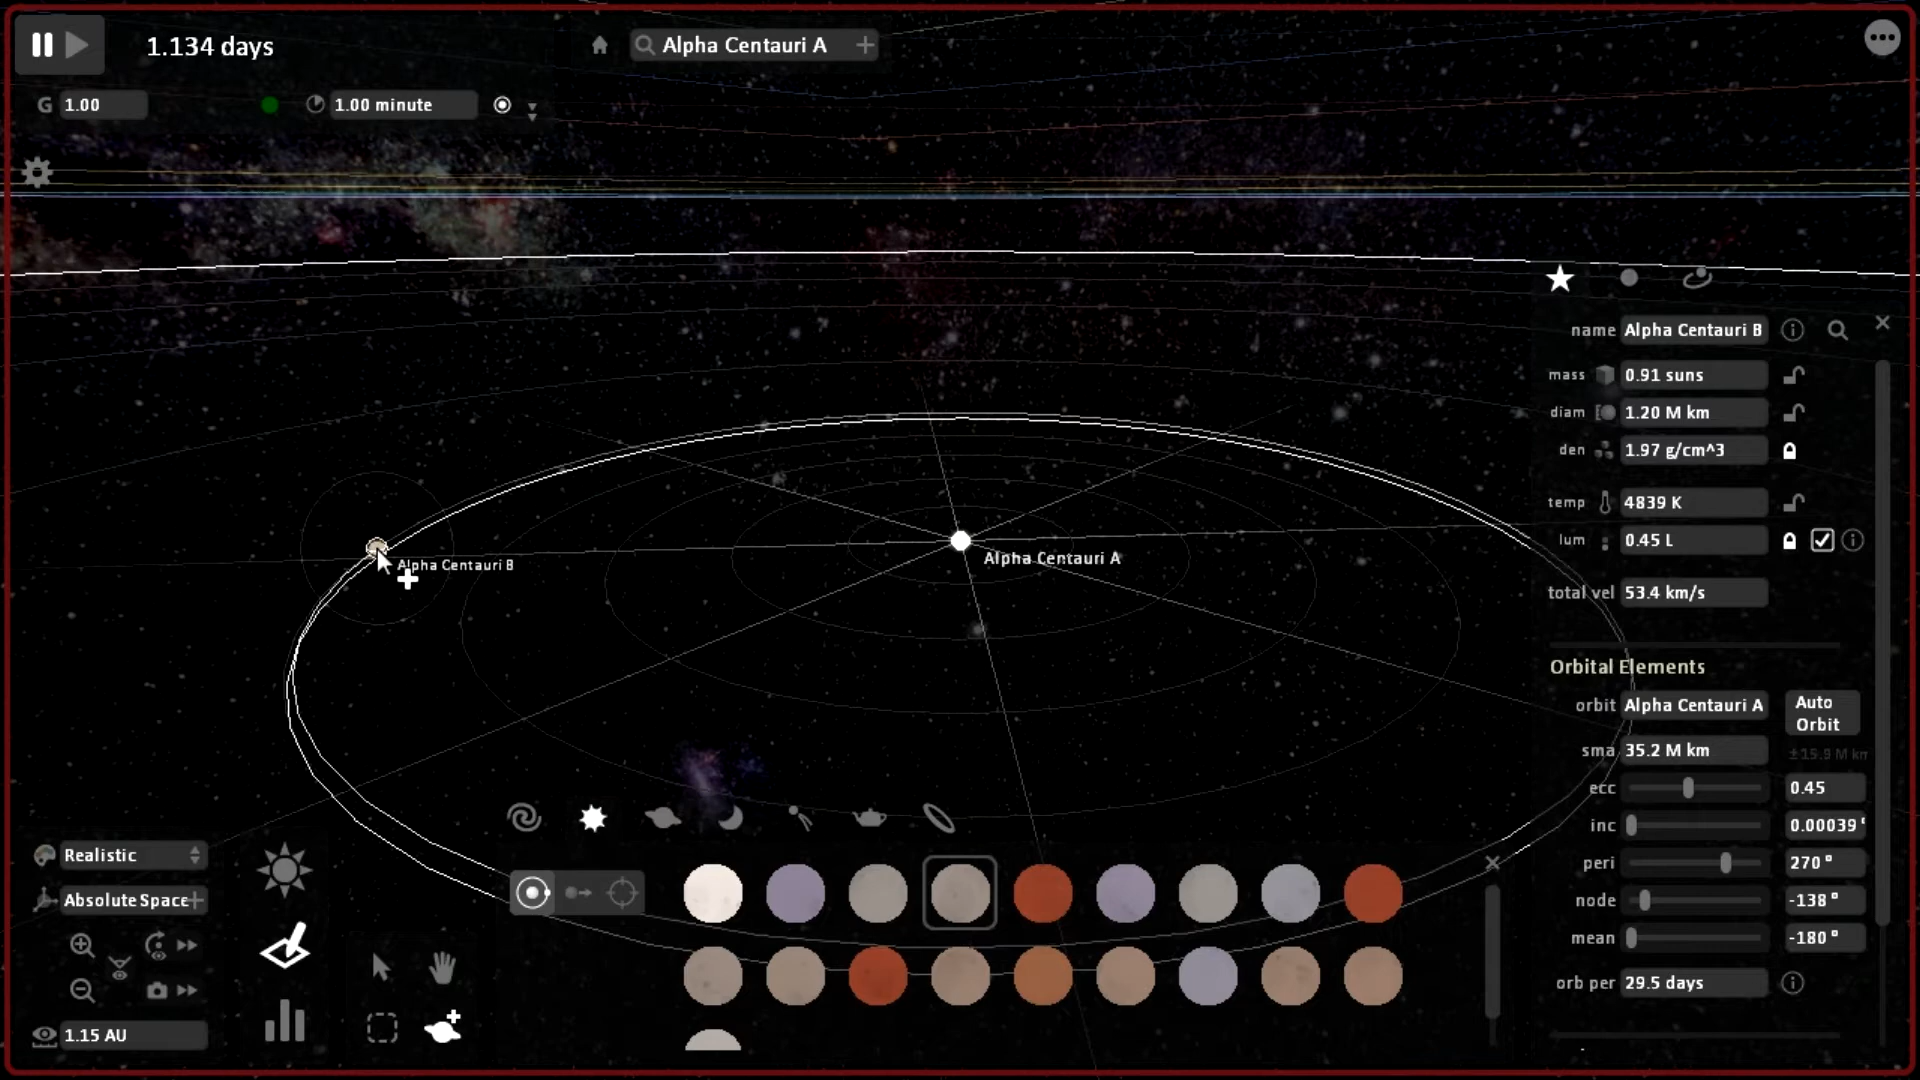 1.134 days
Alpha Centauri A
G 1.00
1.00 minute
name Alpha Centauri B
mass 0.91 suns
diam 1.20 M km
den 1.97 g/cm^3
temp 4839 K
lum 0.45 L
total vel 53.4 km/s
Alpha Centauri A
Alpha Centauri B
Orbital Elements
orbit Alpha Centauri A Auto Orbit
sma 35.2 M km ±15.9 M km
ecc 0.45
inc 0.00039°
peri 270°
node -138°
mean -180°
orb per 29.5 days
Realistic
Absolute Space
1.15 AU